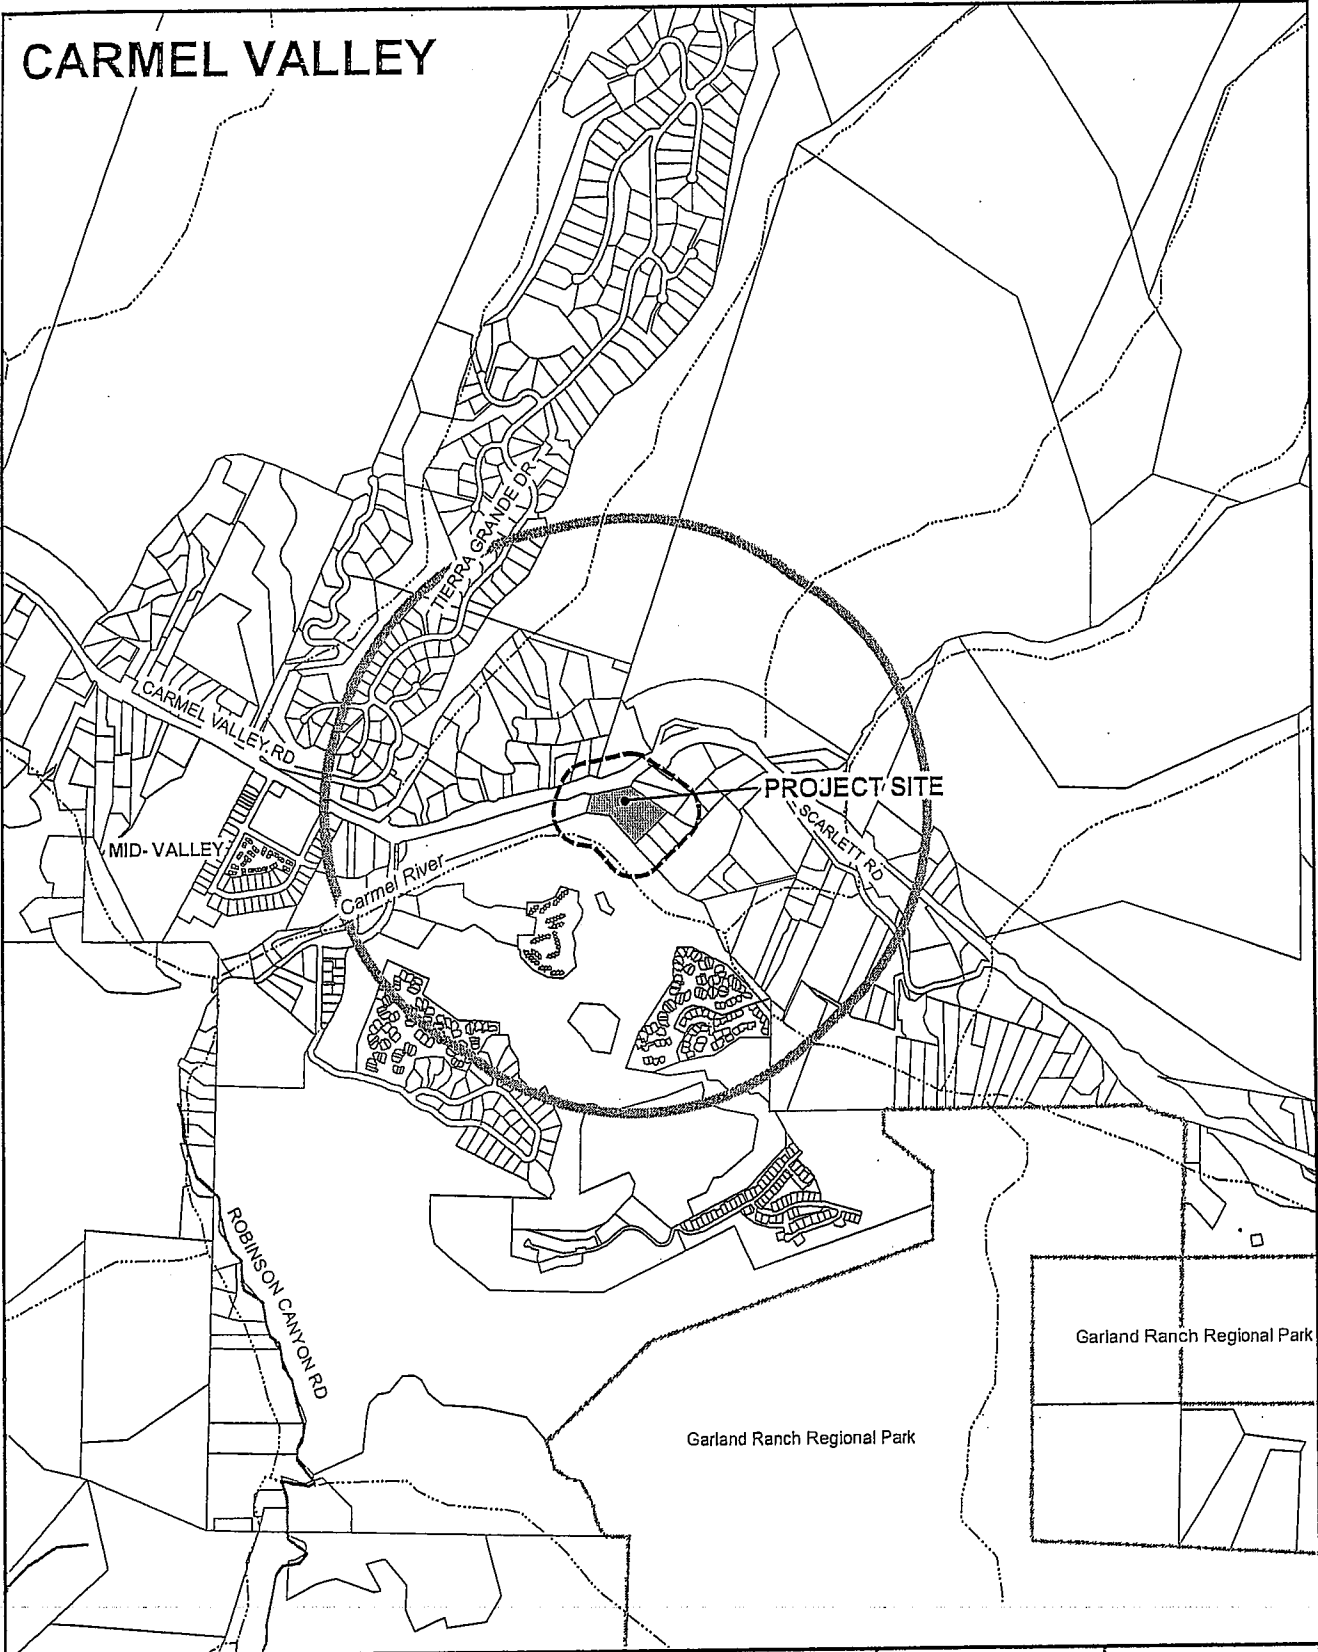 CARMEL VALLEY
TIERRA GRANDE DR
CARMEL VALLEY RD
PROJECT SITE
SCARLETT RD
MID-VALLEY
Carmel River
ROBINSON CANYON RD
Garland Ranch Regional Park
Garland Ranch Regional Park